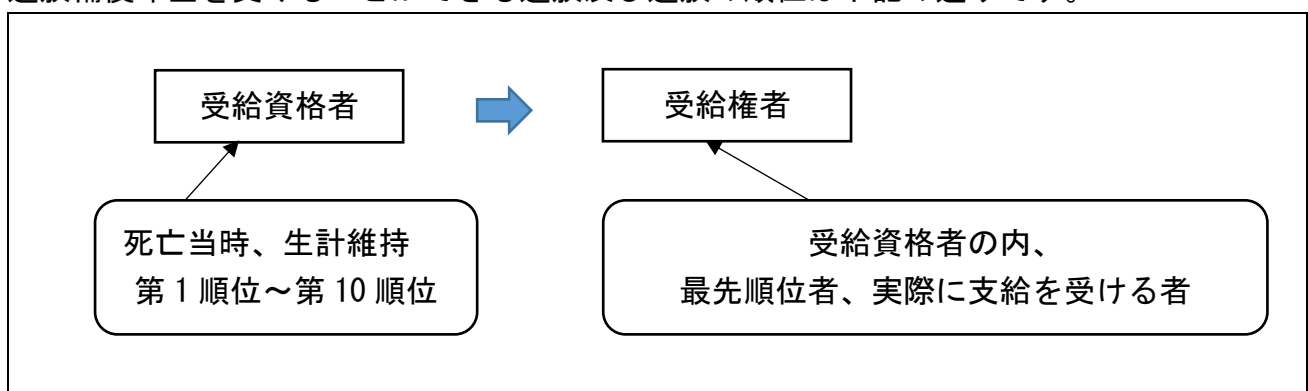 受給資格者
受給権者
死亡当時、生計維持
第1順位~第10順位
受給資格者の内、
最先順位者、実際に支給を受ける者